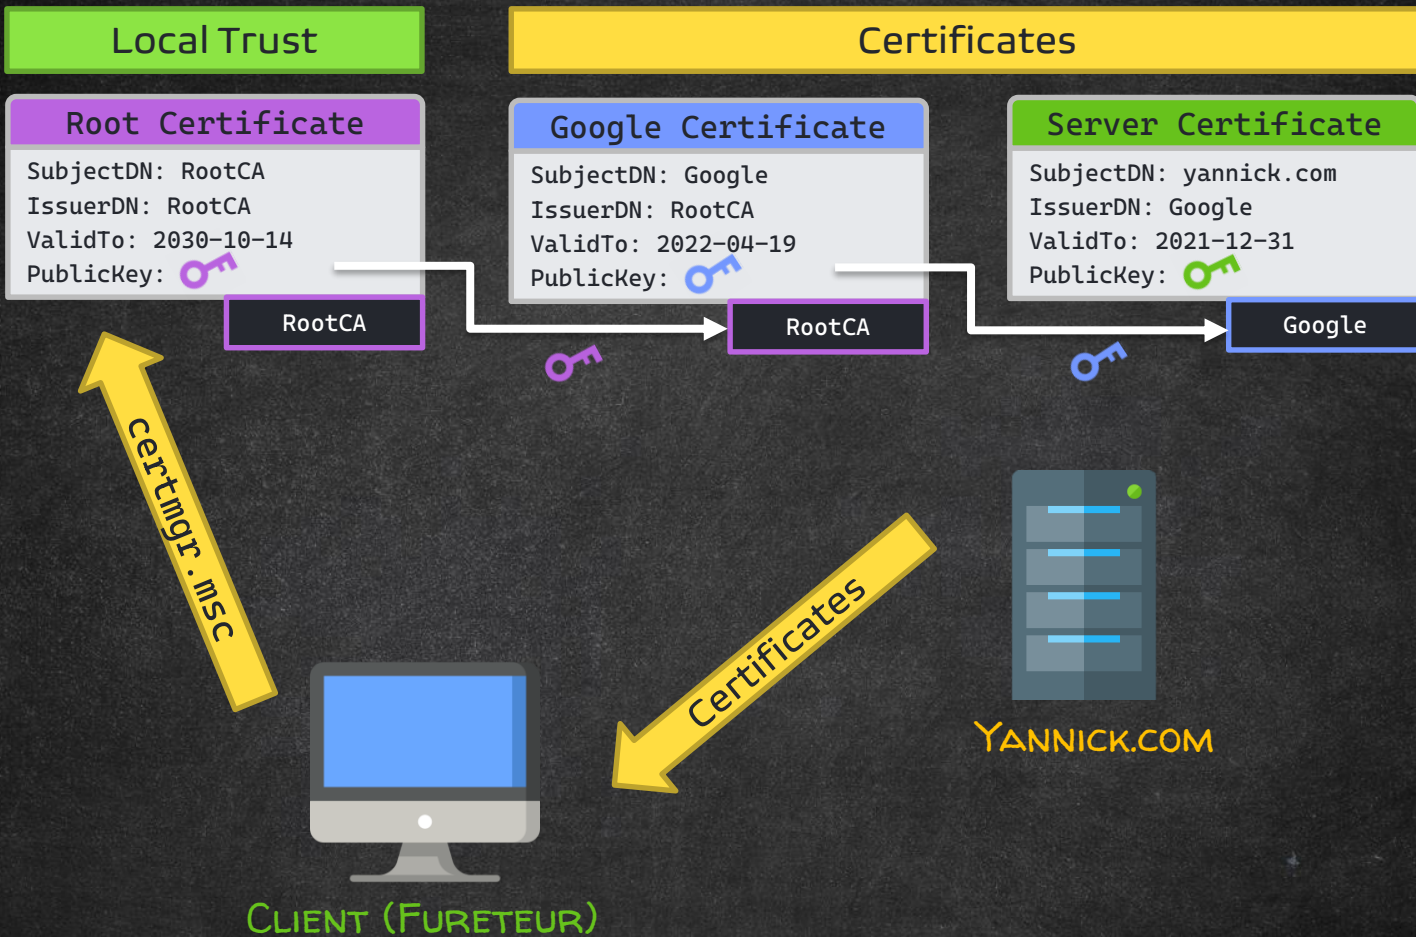 Local Trust
Certificates
Root Certificate
SubjectDN: RootCA
IssuerDN: RootCA
ValidTo: 2030-10-14
PublicKey:
RootCA
Google Certificate
SubjectDN: Google
IssuerDN: RootCA
ValidTo: 2022-04-19
PublicKey:
RootCA
Server Certificate
SubjectDN: yannick.com
IssuerDN: Google
ValidTo: 2021-12-31
PublicKey:
Google
certmgr.msc
Certificates
YANNICK.COM
CLIENT (FURETEUR)